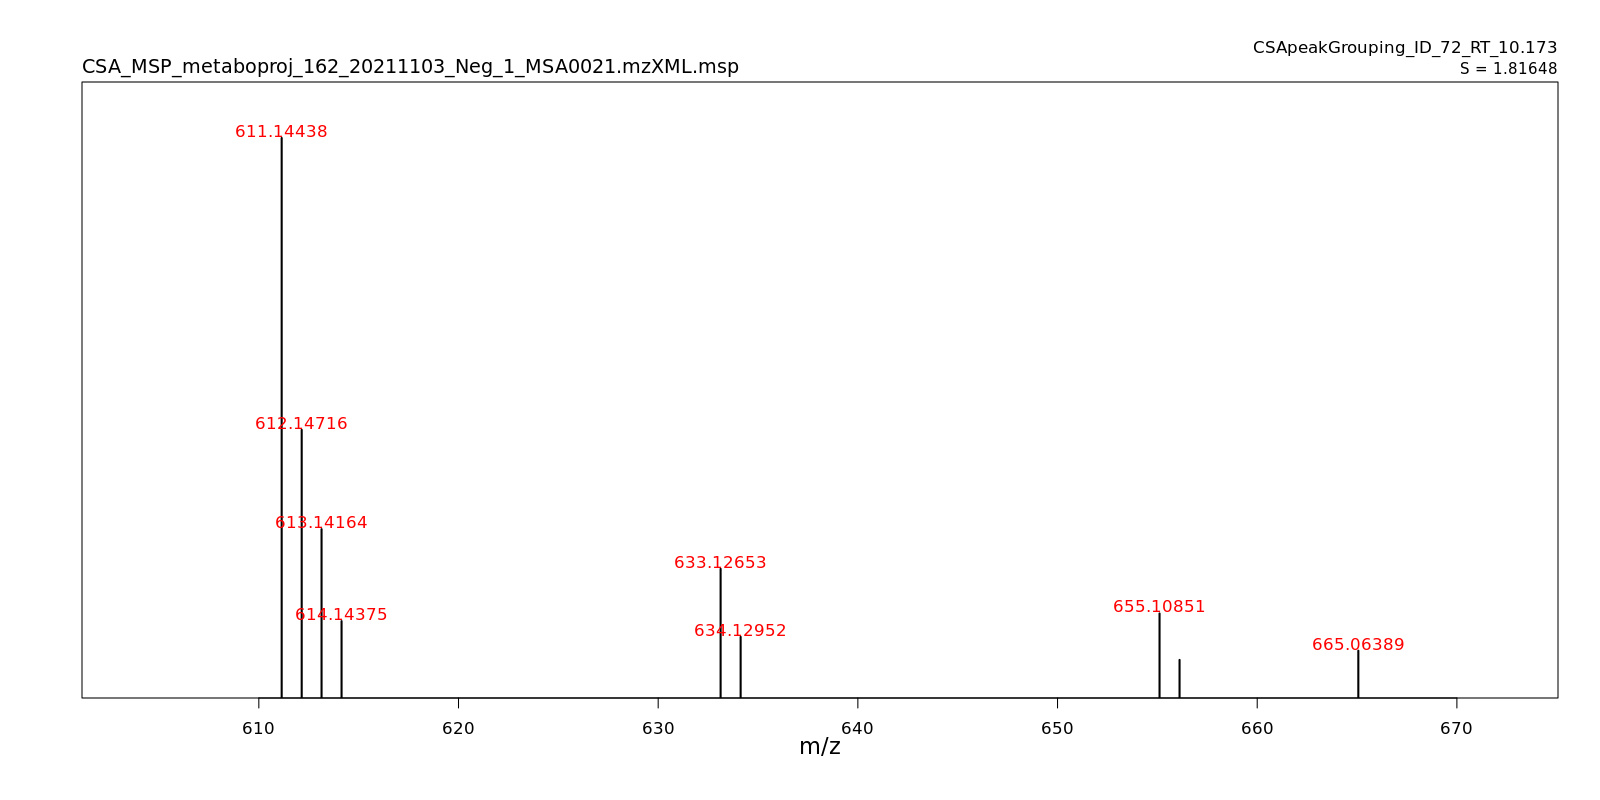 CSApeakGrouping_ID_72_RT_10.173
CSA_MSP_metaboproj_162_20211103_Neg_1_MSA0021.mzXML.msp
S = 1.81648
611.14438
612.14716
613.14164
633.12653
655.10851
614.14375
634.12952
665.06389
610 620 630 640 650 660 670
m/z